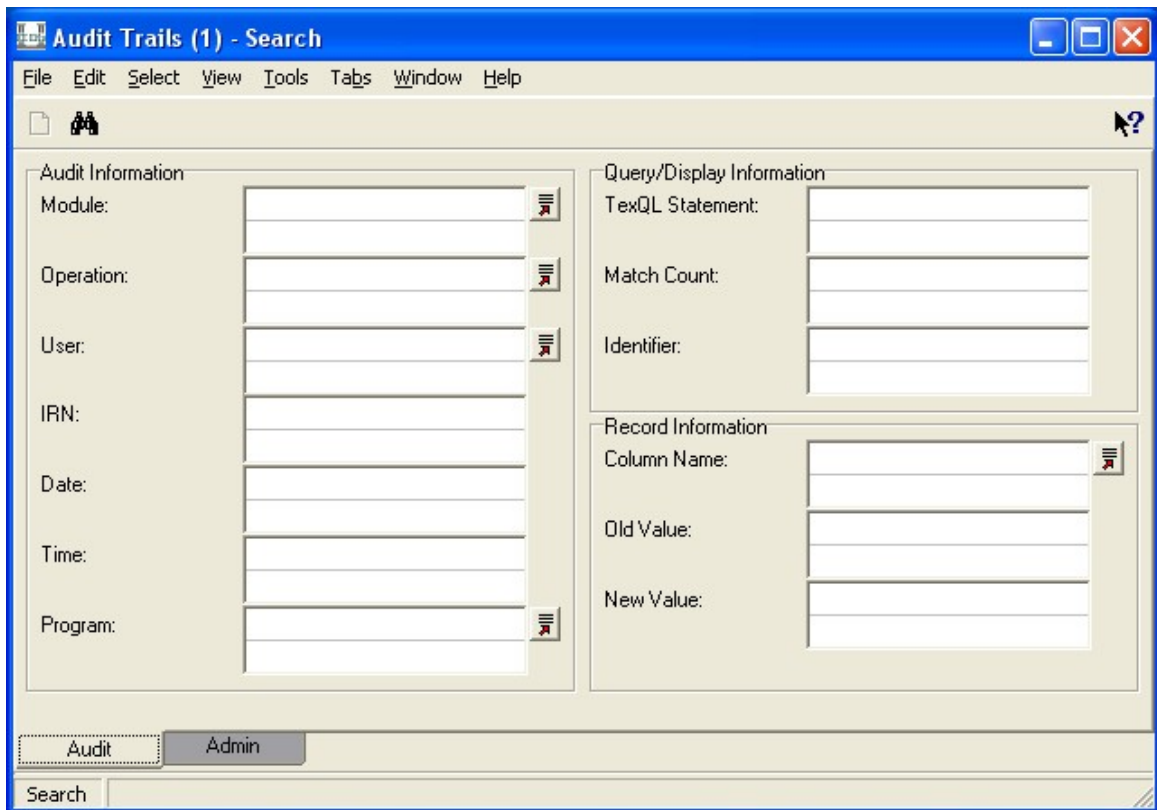 Audit Trails (1) - Search
File Edit Select View Tools Tabs Window Help
Audit Information
Module:
Operation:
User:
IRN:
Date:
Time:
Program:
Query/Display Information
TexQL Statement:
Match Count:
Identifier:
Record Information
Column Name:
Old Value:
New Value:
Audit Admin
Search